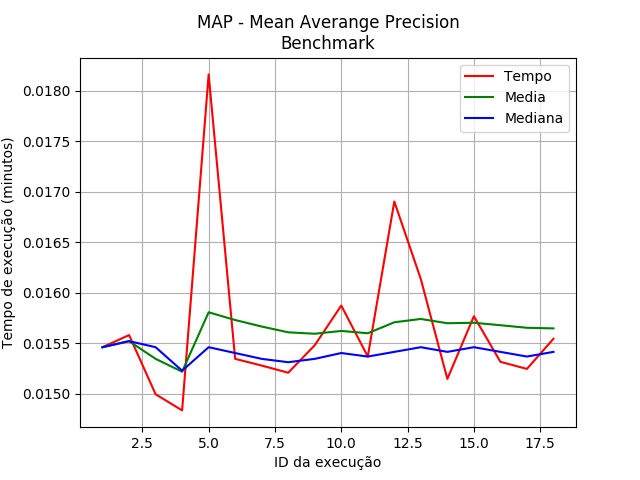 MAP - Mean Averange Precision
Benchmark
Tempo
Media
Mediana
Tempo de execução (minutos)
0.0180
0.0175
0.0170
0.0165
0.0160
0.0155
0.0150
2.5 5.0 7.5 10.0 12.5 15.0 17.5
ID da execução